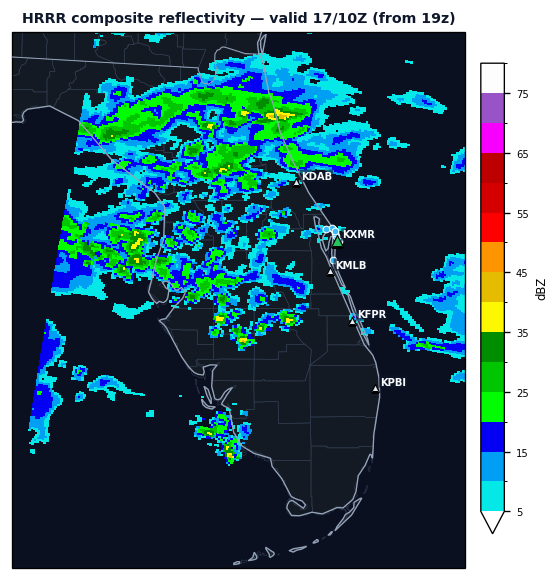 HRRR composite reflectivity — valid 17/10Z (from 19z)
KDAB
KXMR
KMLB
KFPR
KPBI
75
65
55
45
35
25
15
5
dBZ